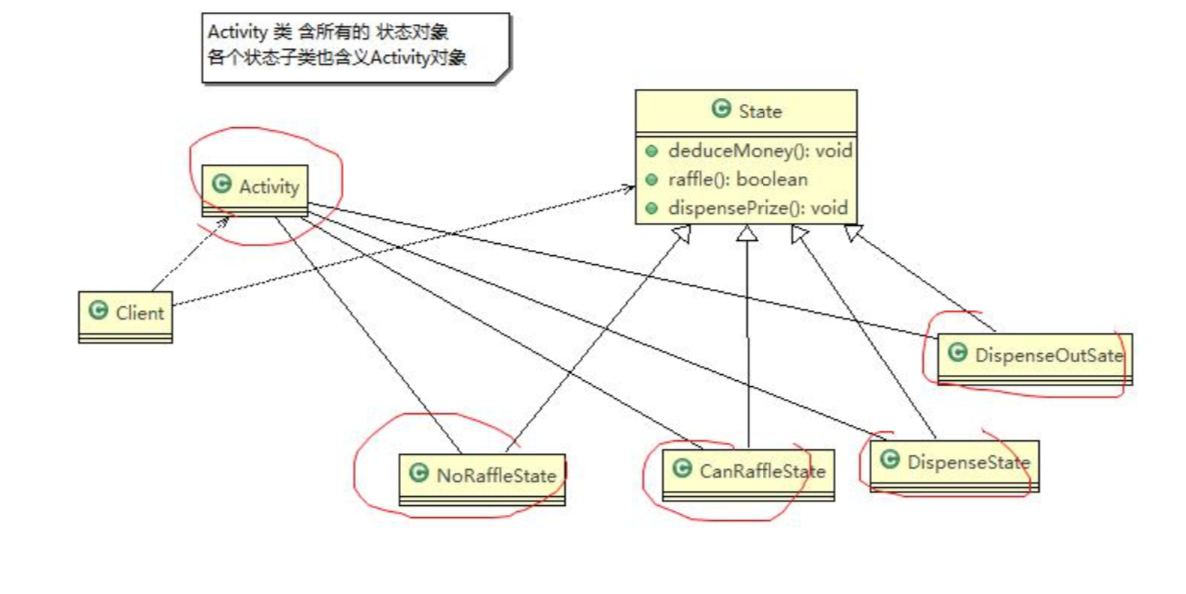 Activity 类 含所有的 状态对象
各个状态子类也含义Activity对象
State
deduceMoney(): void
raffle(): boolean
dispensePrize(): void
Activity
Client
DispenseOutSate
NoRaffleState
CanRaffleState
DispenseState